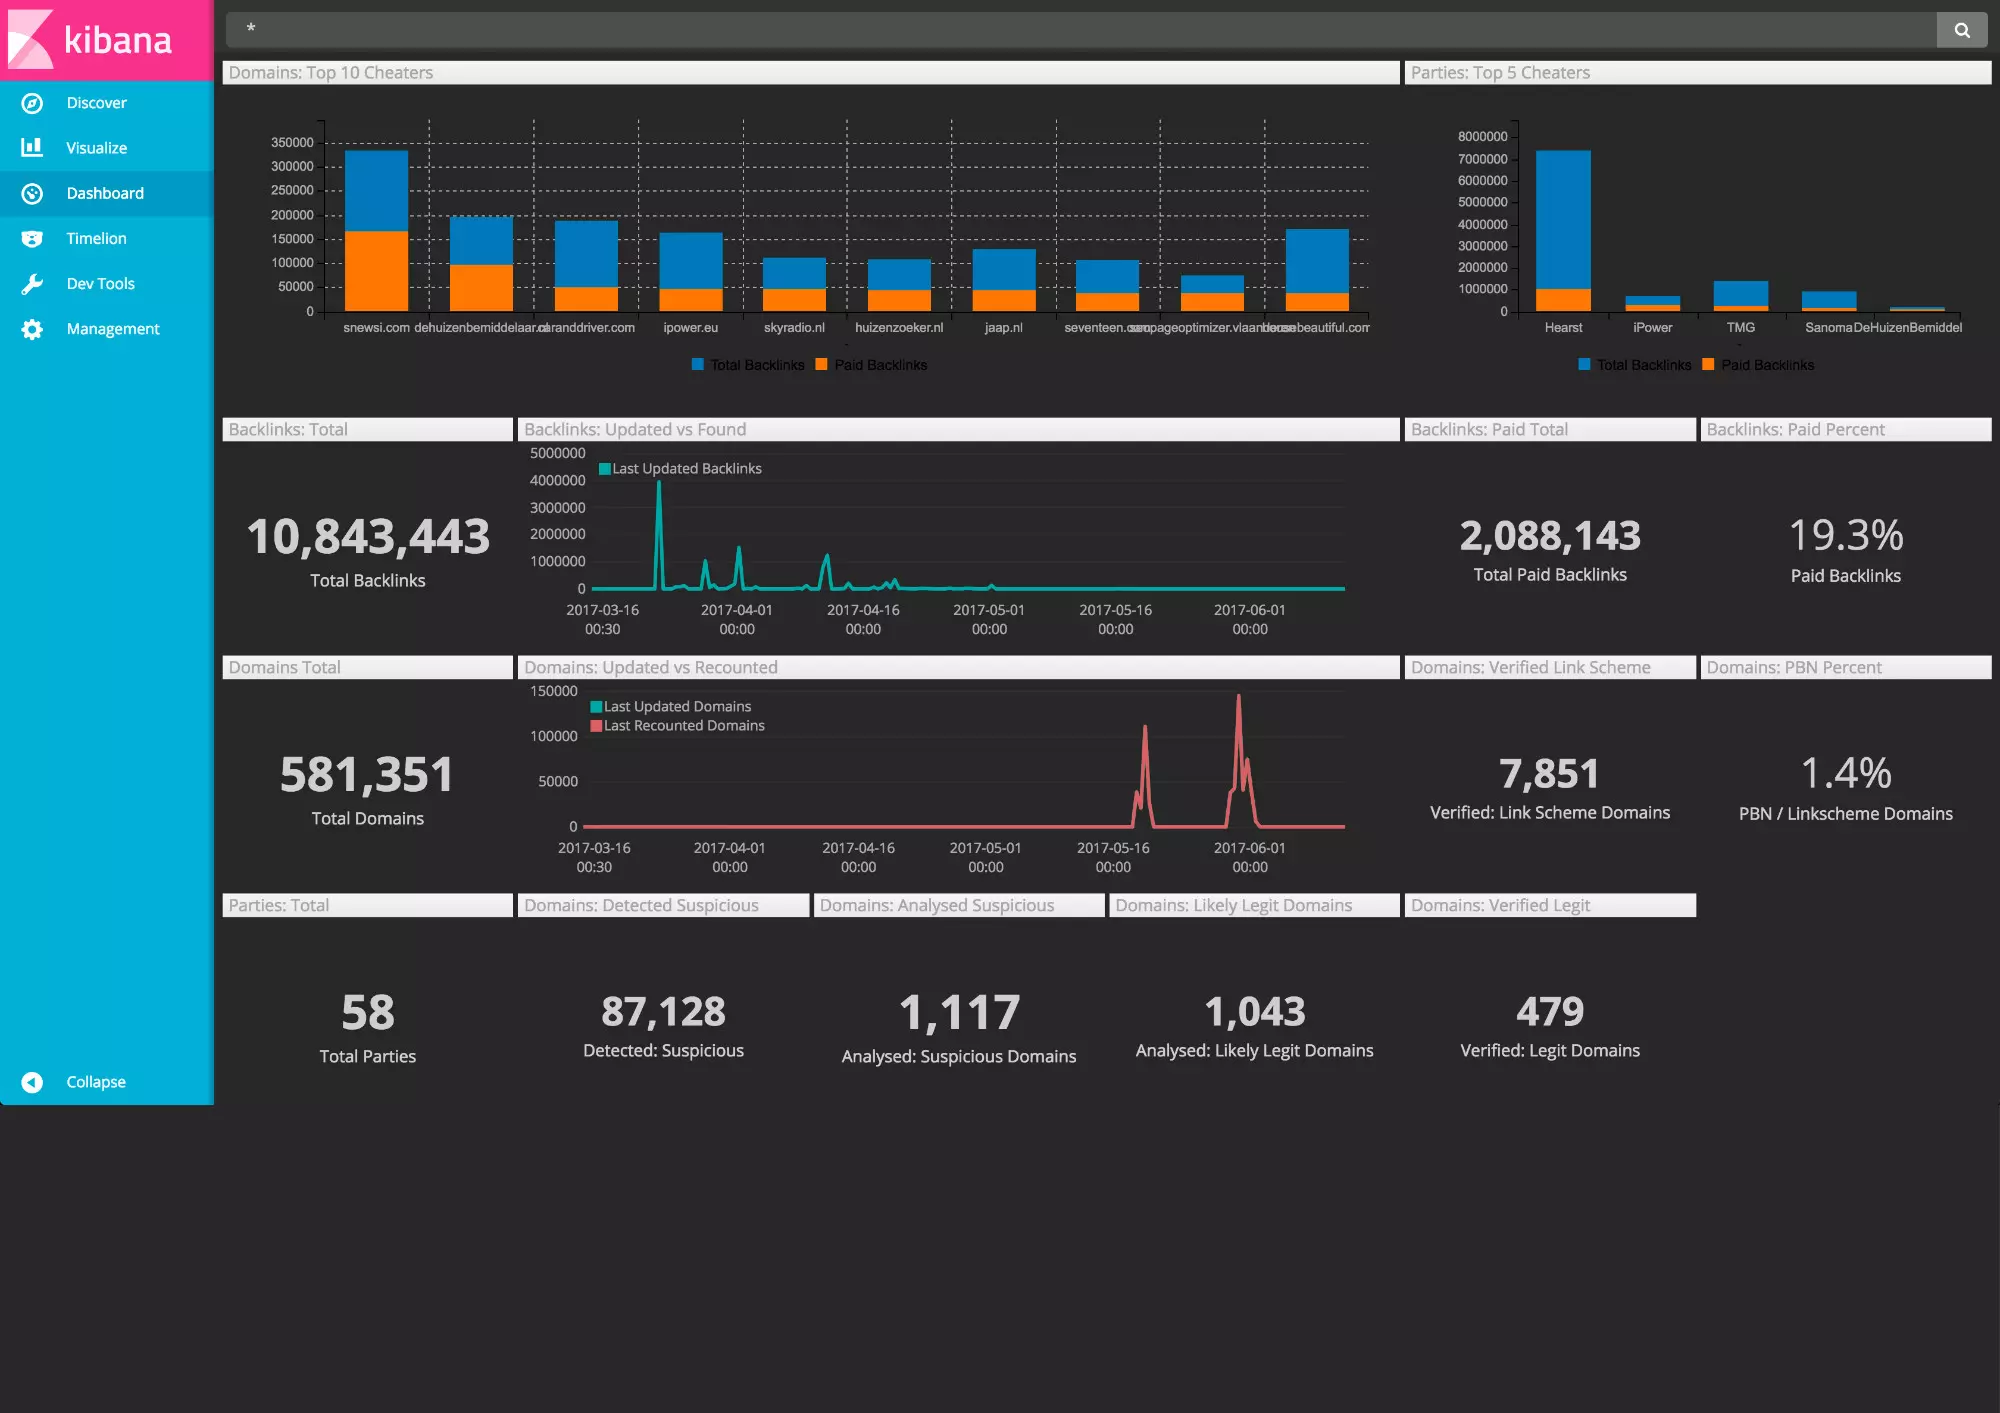 kibana
*
Discover
Visualize
Dashboard
Timelion
Dev Tools
Management
Collapse
Domains: Top 10 Cheaters
350000
300000
250000
200000
150000
100000
50000
0
snewsi.com dehuizenbemiddelaar. caranddriver.com ipower.eu skyradio.nl huizenzoeker.nl jaap.nl seventeen. housebeautiful.com
Total Backlinks Paid Backlinks
Parties: Top 5 Cheaters
8000000
7000000
6000000
5000000
4000000
3000000
2000000
1000000
0
Hearst iPower TMG Sanoma DeHuizenBemiddel
Total Backlinks Paid Backlinks
Backlinks: Total
10,843,443
Total Backlinks
Backlinks: Updated vs Found
Last Updated Backlinks
5000000
4000000
3000000
2000000
1000000
0
2017-03-16 2017-04-01 2017-04-16 2017-05-01 2017-05-16 2017-06-01
00:30 00:00 00:00 00:00 00:00 00:00
Backlinks: Paid Total
2,088,143
Total Paid Backlinks
Backlinks: Paid Percent
19.3%
Paid Backlinks
Domains Total
581,351
Total Domains
Domains: Updated vs Recounted
Last Updated Domains
Last Recounted Domains
150000
100000
50000
0
2017-03-16 2017-04-01 2017-04-16 2017-05-01 2017-05-16 2017-06-01
00:30 00:00 00:00 00:00 00:00 00:00
Domains: Verified Link Scheme
7,851
Verified: Link Scheme Domains
Domains: PBN Percent
1.4%
PBN / Linkscheme Domains
Parties: Total
58
Total Parties
Domains: Detected Suspicious
87,128
Detected: Suspicious
Domains: Analysed Suspicious
1,117
Analysed: Suspicious Domains
Domains: Likely Legit Domains
1,043
Analysed: Likely Legit Domains
Domains: Verified Legit
479
Verified: Legit Domains